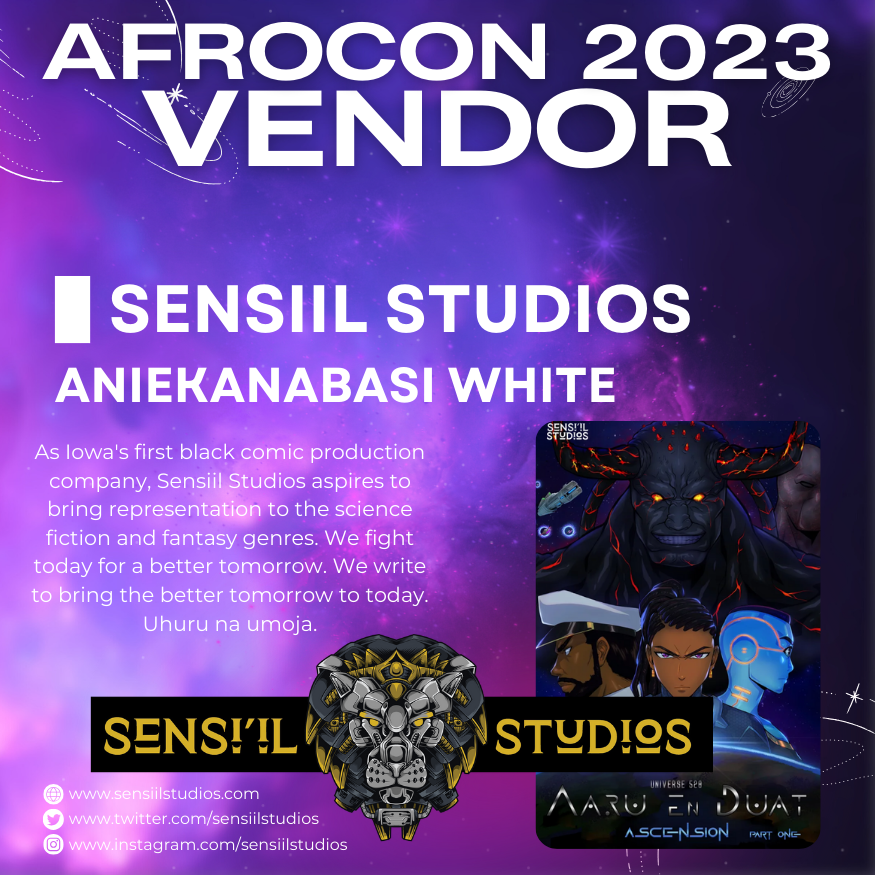 AFROCON 2023
VENDOR
SENSIIL STUDIOS
ANIEKANABASI WHITE
As Iowa's first black comic production
company, Sensiil Studios aspires to
bring representation to the science
fiction and fantasy genres. We fight
today for a better tomorrow. We write
to bring the better tomorrow to today.
Uhuru na umoja.
SENS!'IL
STUDIOS
SENS!'IL STUDIOS
www.sensiilstudios.com
www.twitter.com/sensiilstudios
www.instagram.com/sensiilstudios
UNIVERSE 520
AARU EN DUAT
ASCENSION PART ONE